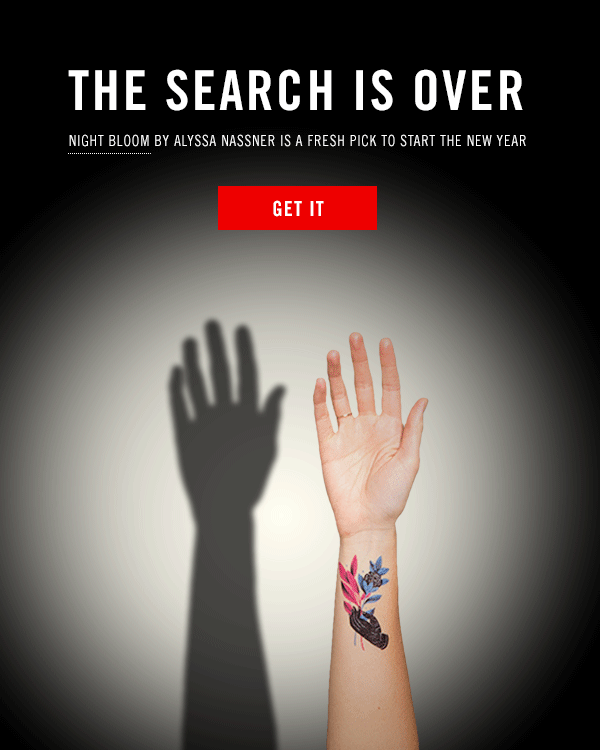 THE SEARCH IS OVER
NIGHT BLOOM BY ALYSSA NASSNER IS A FRESH PICK TO START THE NEW YEAR
GET IT